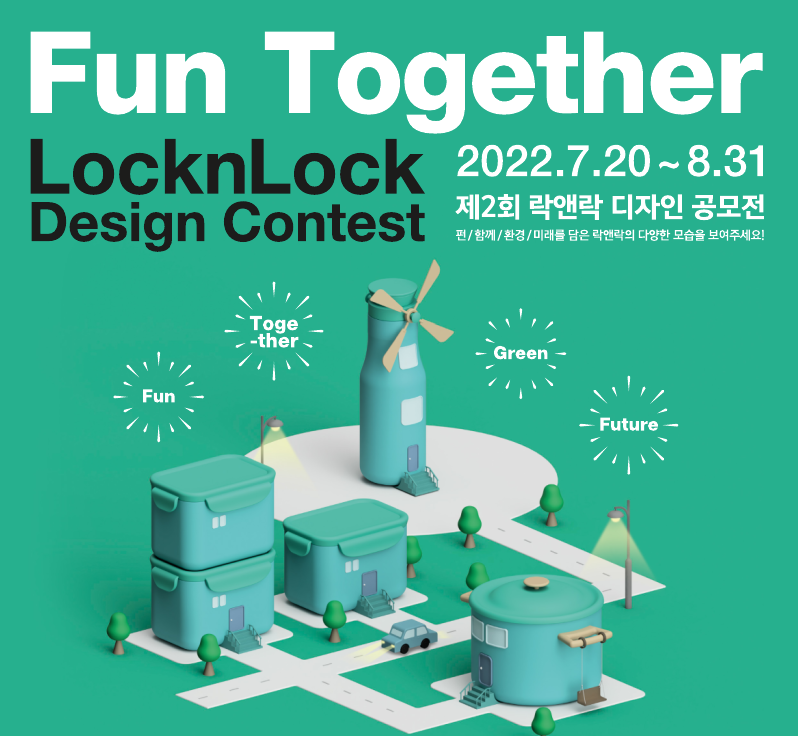 Fun Together
LocknLock
Design Contest
2022.7.20 ~ 8.31
제2회 락앤락 디자인 공모전
펀 / 함께 / 환경 / 미래를 담은 락앤락의 다양한 모습을 보여주세요!
Toge
-ther
Green
Fun
Future